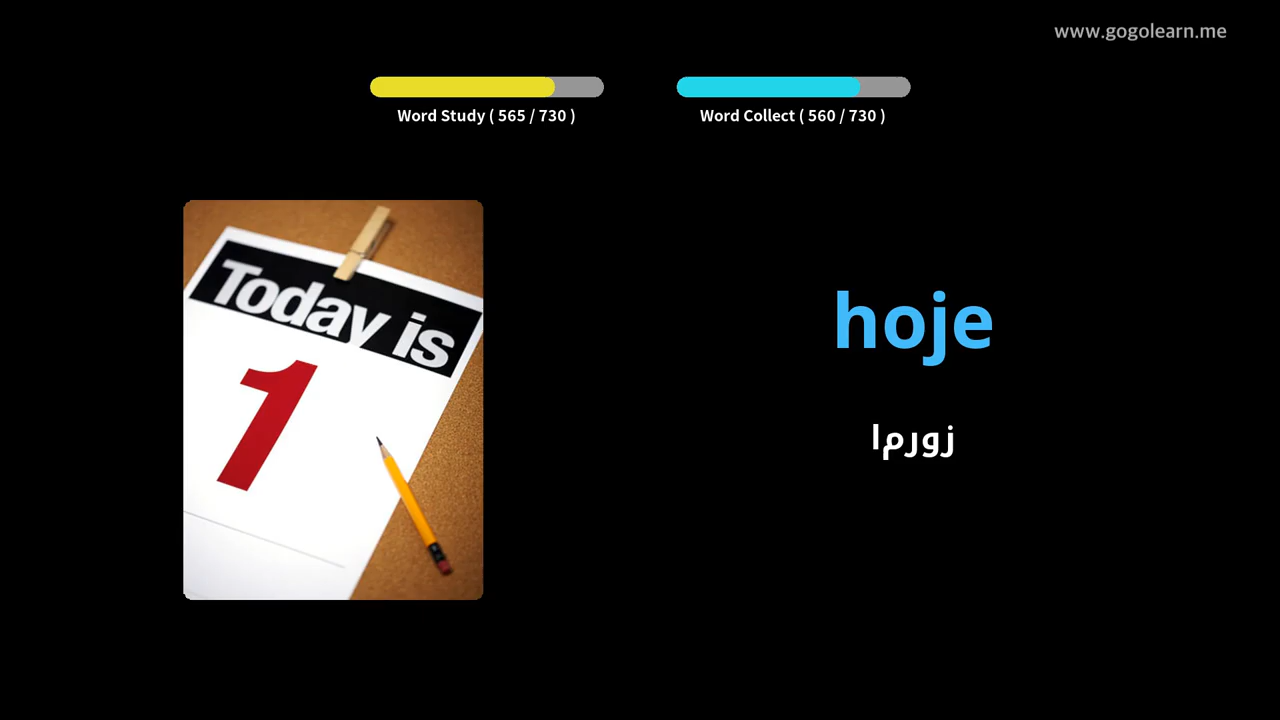 www.gogolearn.me
Word Study ( 565 / 730 )
Word Collect ( 560 / 730 )
Today is
1
hoje
امروز